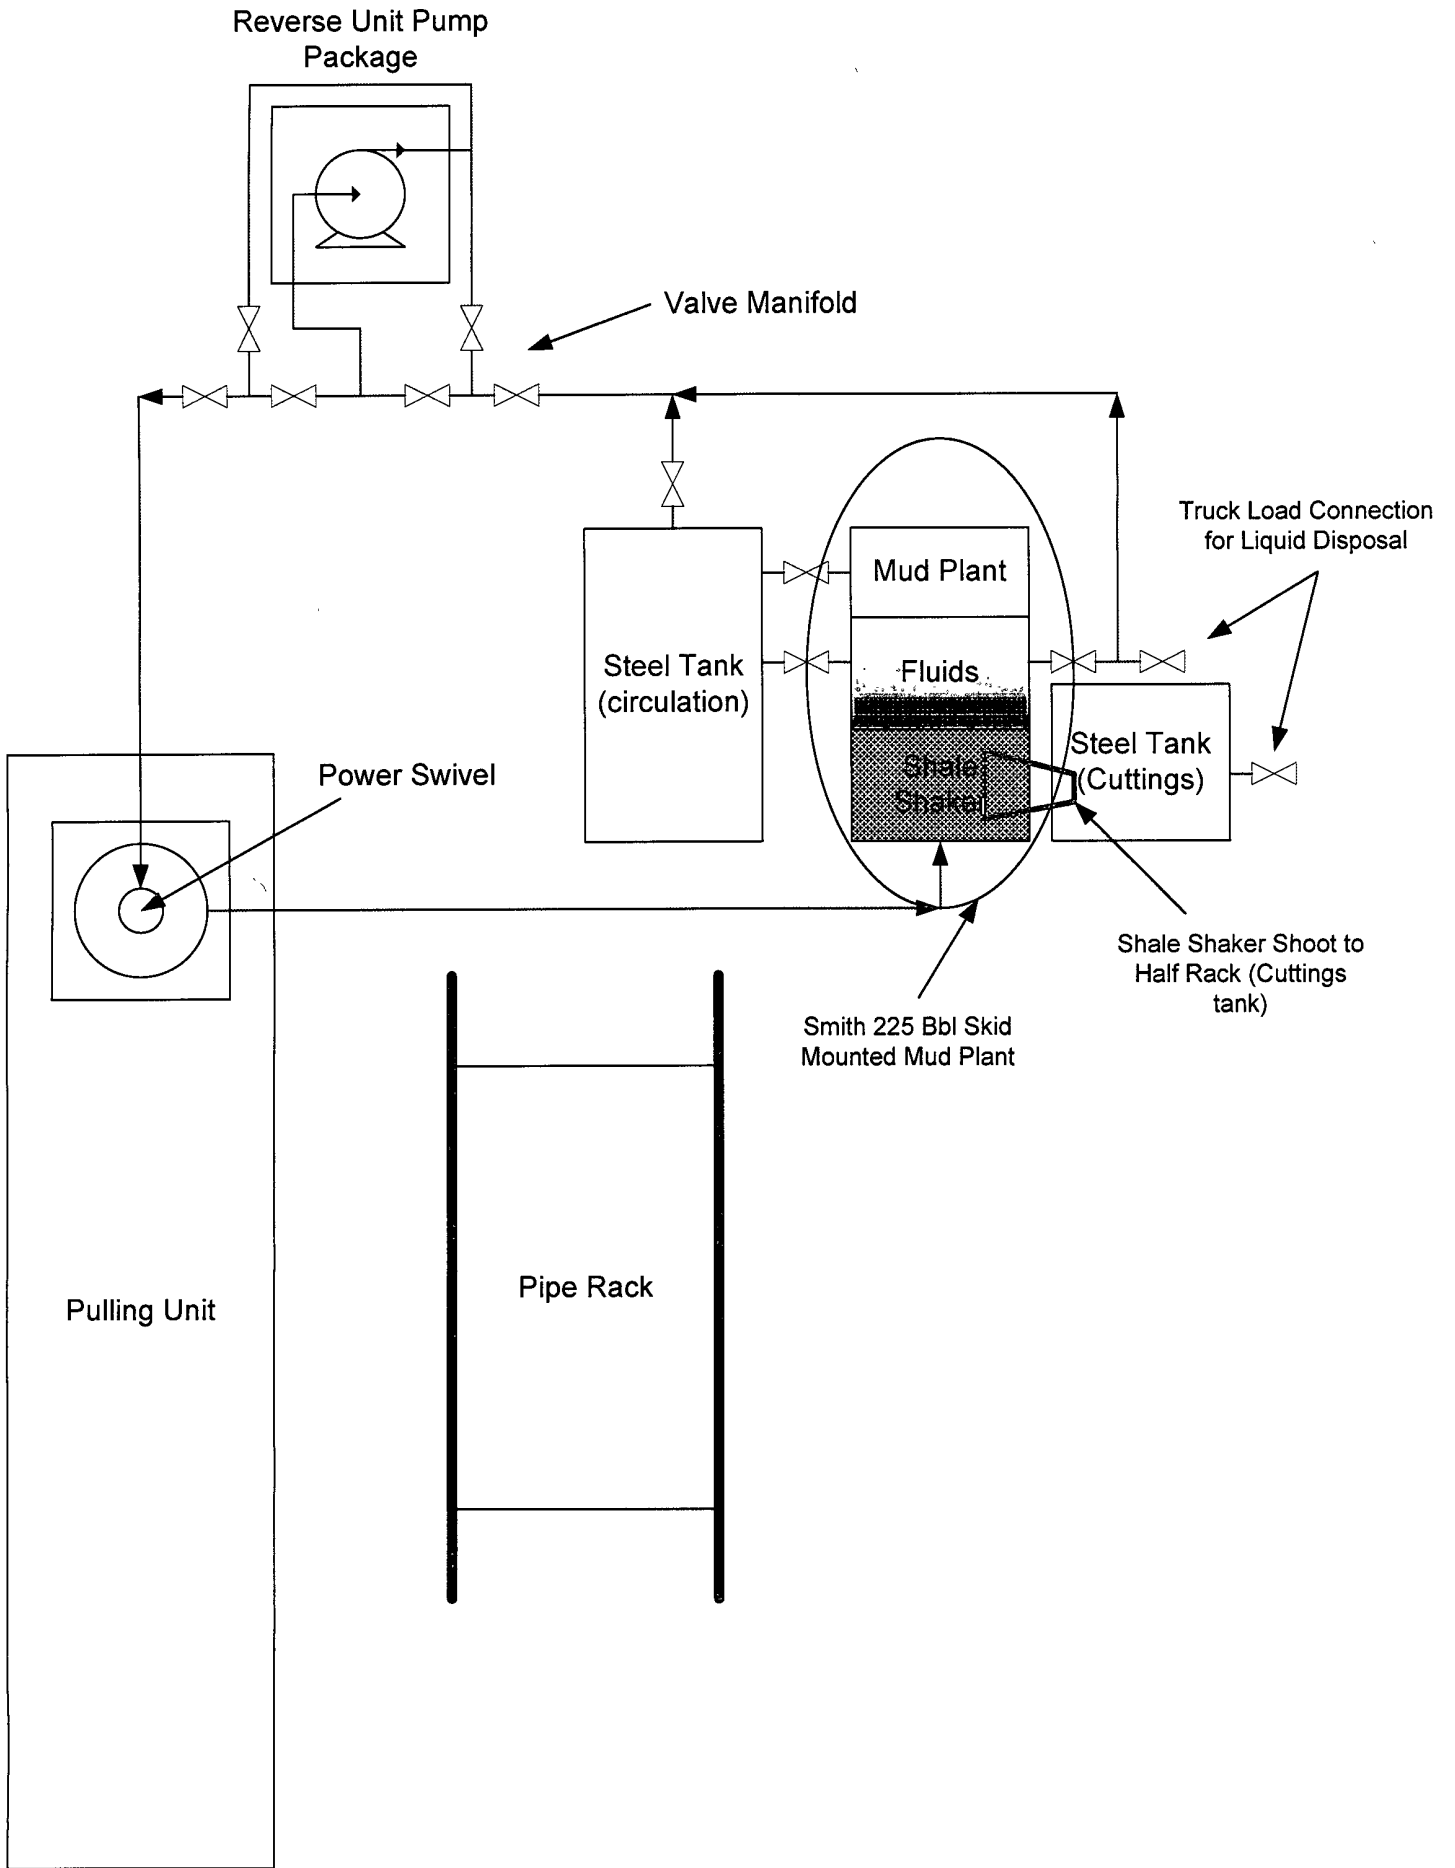 Reverse Unit Pump
Package
Valve Manifold
Truck Load Connection
for Liquid Disposal
Mud Plant
Steel Tank
(circulation)
Fluids
Steel Tank
(Cuttings)
Shale
Shaker
Power Swivel
Shale Shaker Shoot to
Half Rack (Cuttings
tank)
Smith 225 Bbl Skid
Mounted Mud Plant
Pipe Rack
Pulling Unit